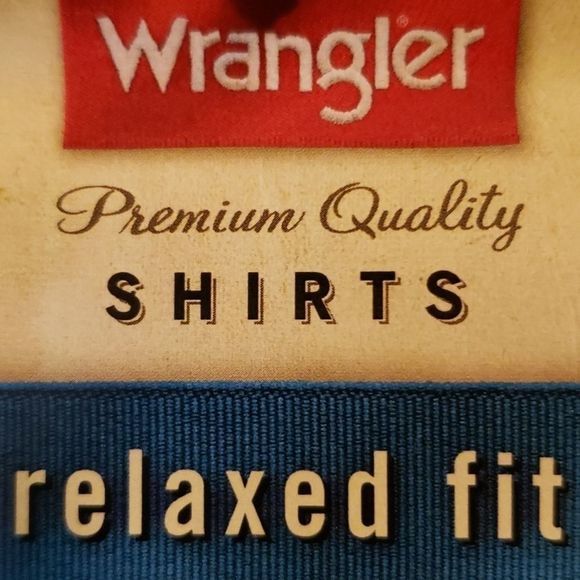 Wrangler®
Premium Quality
SHIRTS
relaxed fit